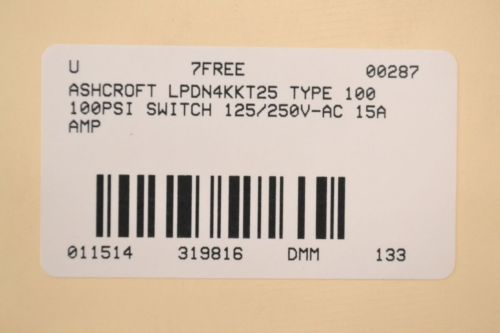 U 7FREE 00287
ASHCROFT LPDN4KKT25 TYPE 100
100PSI SWITCH 125/250V-AC 15A
AMP
011514 319816 DMM 133